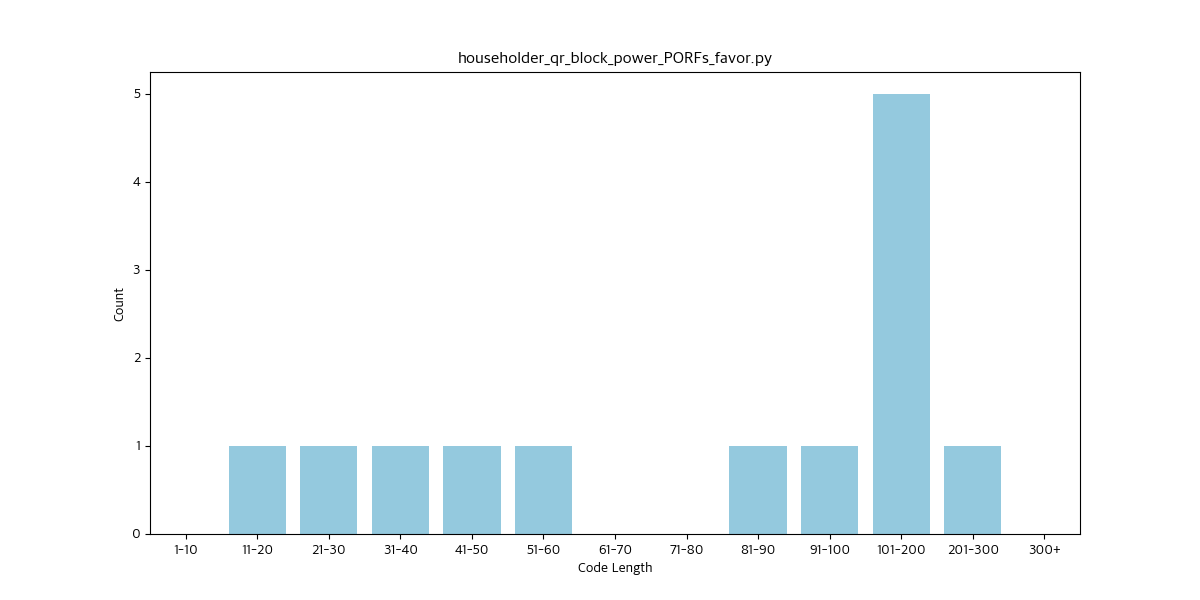 householder_qr_block_power_PORFs_favor.py
5
4
3
2
1
0
Count
1-10 11-20 21-30 31-40 41-50 51-60 61-70 71-80 81-90 91-100 101-200 201-300 300+
Code Length